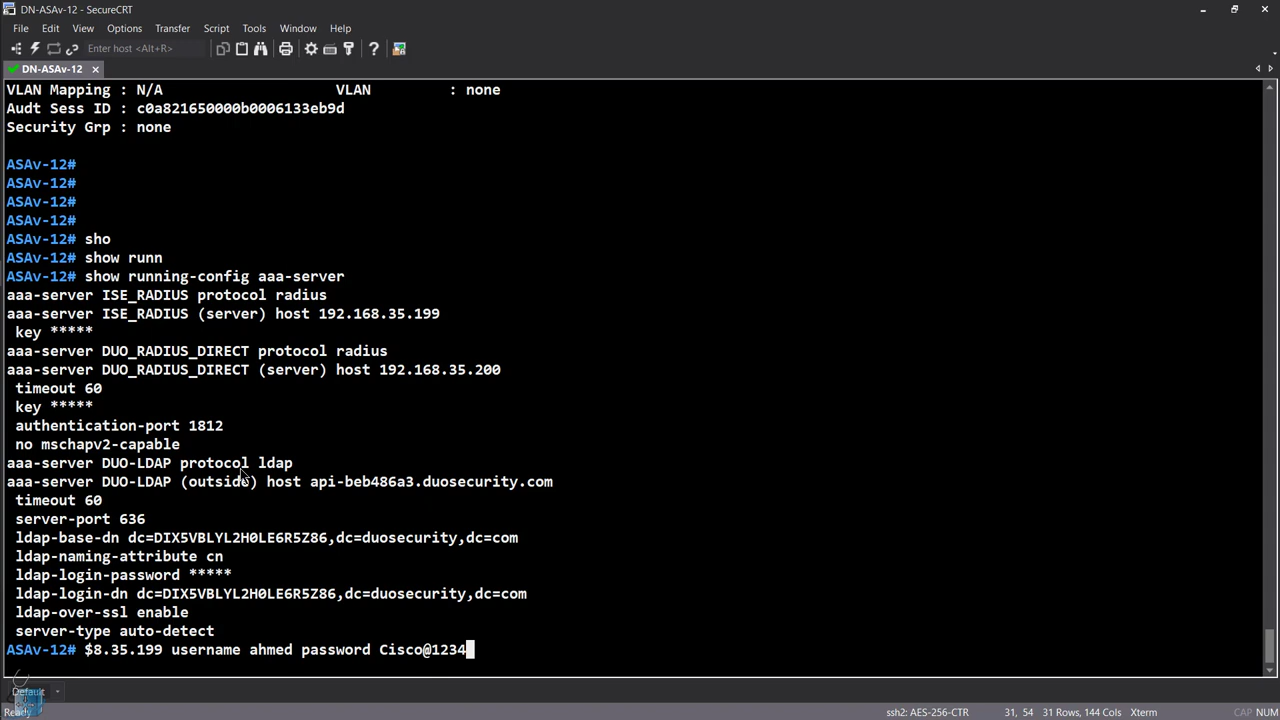 DN-ASAv-12 - SecureCRT
File Edit View Options Transfer Script Tools Window Help
Enter host <Alt+R>
DN-ASAv-12
VLAN Mapping : N/A                    VLAN         : none
Audt Sess ID : c0a821650000b0006133eb9d
Security Grp : none
ASAv-12#
ASAv-12#
ASAv-12#
ASAv-12#
ASAv-12# sho
ASAv-12# show runn
ASAv-12# show running-config aaa-server
aaa-server ISE_RADIUS protocol radius
aaa-server ISE_RADIUS (server) host 192.168.35.199
 key *****
aaa-server DUO_RADIUS_DIRECT protocol radius
aaa-server DUO_RADIUS_DIRECT (server) host 192.168.35.200
 timeout 60
 key *****
 authentication-port 1812
 no mschapv2-capable
aaa-server DUO-LDAP protocol ldap
aaa-server DUO-LDAP (outside) host api-beb486a3.duosecurity.com
 timeout 60
 server-port 636
 ldap-base-dn dc=DIX5VBLYL2H0LE6R5Z86,dc=duosecurity,dc=com
 ldap-naming-attribute cn
 ldap-login-password *****
 ldap-login-dn dc=DIX5VBLYL2H0LE6R5Z86,dc=duosecurity,dc=com
 ldap-over-ssl enable
 server-type auto-detect
ASAv-12# $8.35.199 username ahmed password Cisco@1234
Default
Ready ssh2: AES-256-CTR 31, 54 31 Rows, 144 Cols Xterm CAP NUM